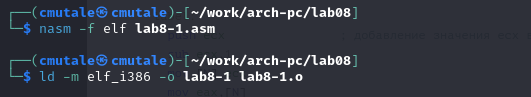 ┌──(cmutale㉿cmutale)-[~/work/arch-pc/lab08]
└─$ nasm -f elf lab8-1.asm
┌──(cmutale㉿cmutale)-[~/work/arch-pc/lab08]
└─$ ld -m elf_i386 -o lab8-1 lab8-1.o